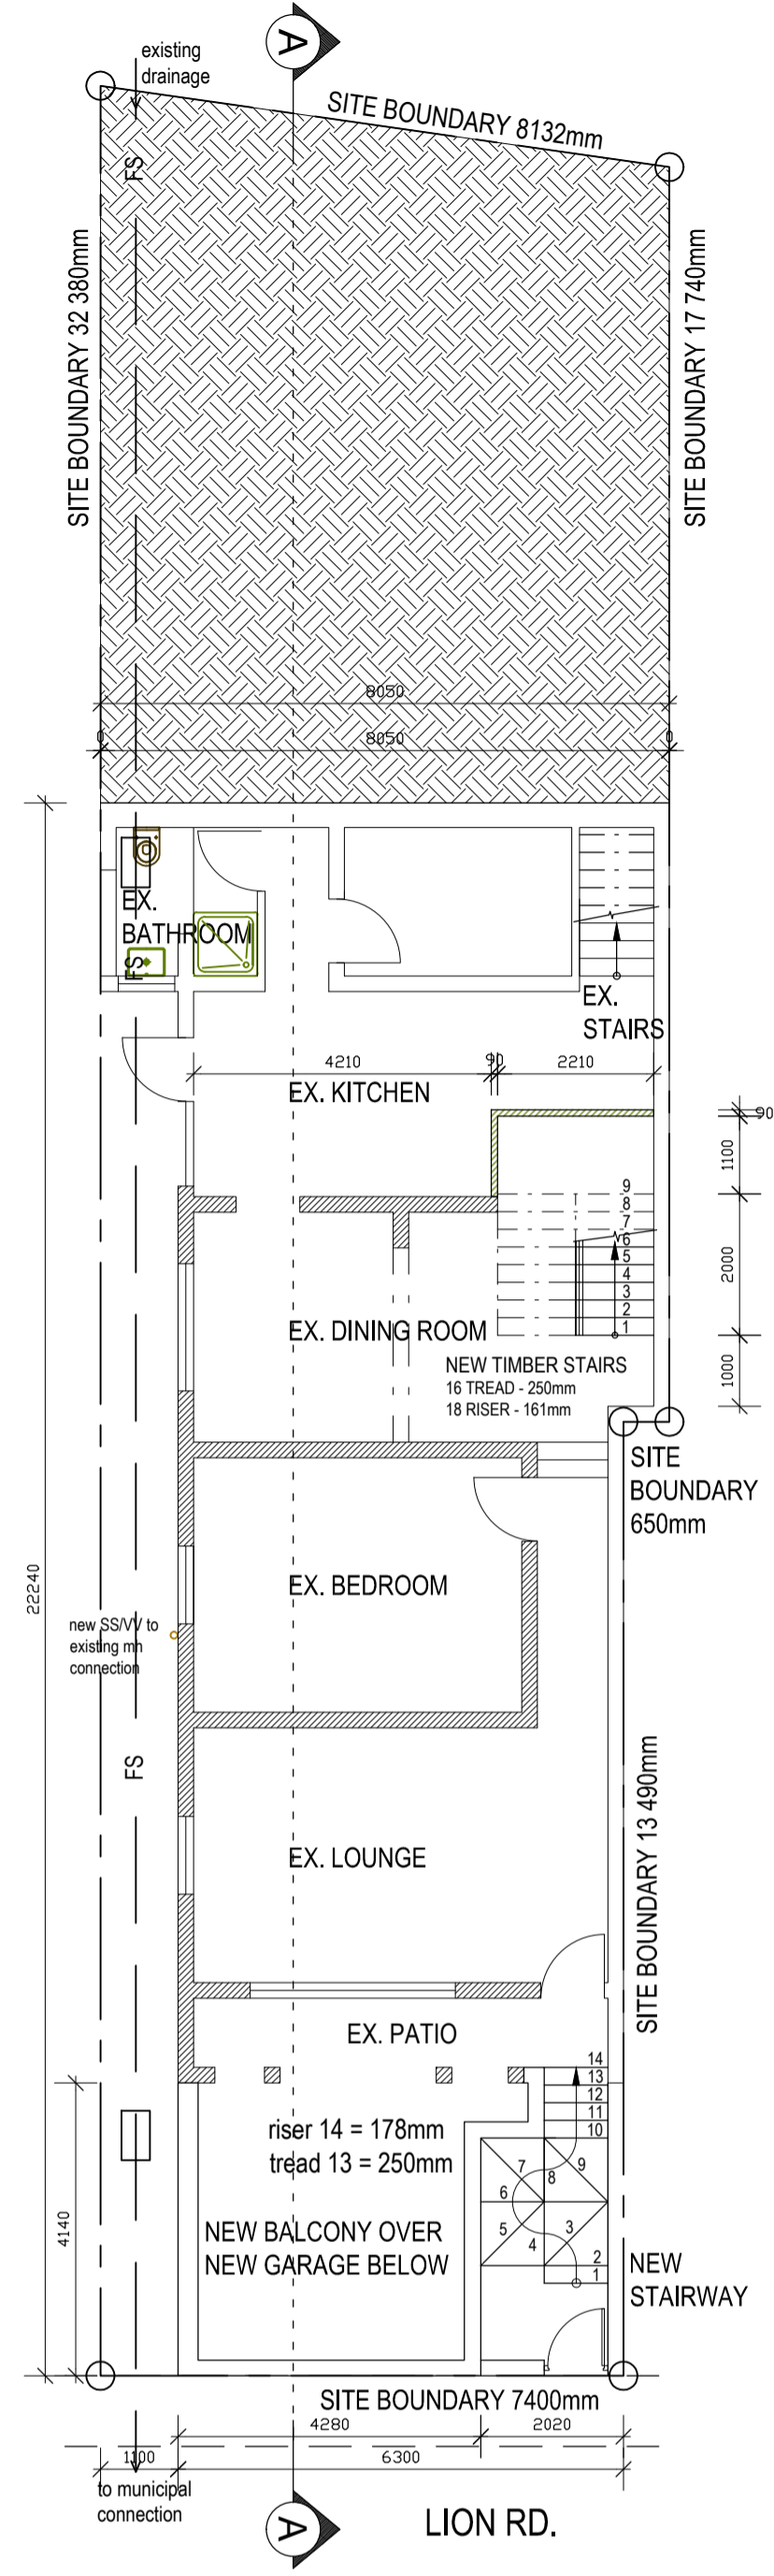 A
existing
drainage
SITE BOUNDARY 8132mm
FS
SITE BOUNDARY 32 380mm
SITE BOUNDARY 17 740mm
8050
0
8050
0
EX.
BATHROOM
FS
EX.
STAIRS
4210
90
2210
EX. KITCHEN
90
1100
9
8
7
6
5
4
3
2
1
2000
EX. DINING ROOM
NEW TIMBER STAIRS
16 TREAD - 250mm
18 RISER - 161mm
1000
SITE
BOUNDARY
650mm
22240
EX. BEDROOM
new SS/VV to
existing mh
connection
FS
SITE BOUNDARY 13 490mm
EX. LOUNGE
EX. PATIO
14
13
12
11
10
riser 14 = 178mm
tread 13 = 250mm
9
8
7
6
5
4
3
2
1
4140
NEW BALCONY OVER
NEW GARAGE BELOW
NEW
STAIRWAY
SITE BOUNDARY 7400mm
4280
2020
1100
6300
to municipal
connection
A
LION RD.